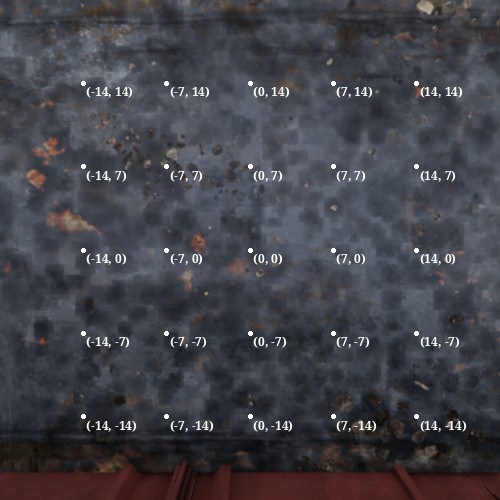 (-14, 14) (-7, 14) (0, 14) (7, 14) (14, 14)
(-14, 7) (-7, 7) (0, 7) (7, 7) (14, 7)
(-14, 0) (-7, 0) (0, 0) (7, 0) (14, 0)
(-14, -7) (-7, -7) (0, -7) (7, -7) (14, -7)
(-14, -14) (-7, -14) (0, -14) (7, -14) (14, -14)